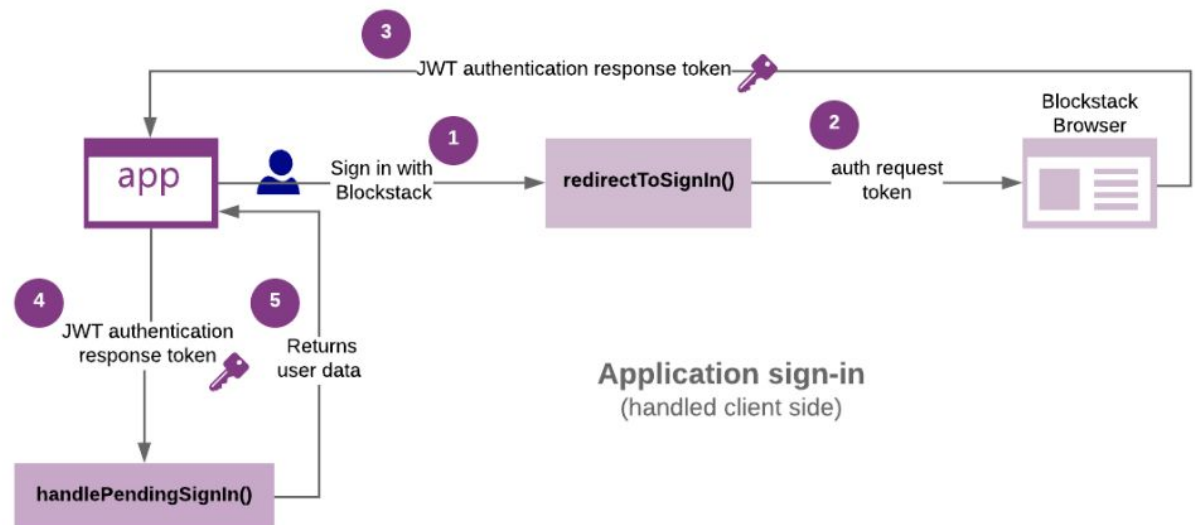 3
JWT authentication response token
Blockstack
Browser
app
Sign in with
Blockstack
1
redirectToSignIn()
2
auth request
token
4
JWT authentication
response token
5
Returns
user data
Application sign-in
(handled client side)
handlePendingSignIn()